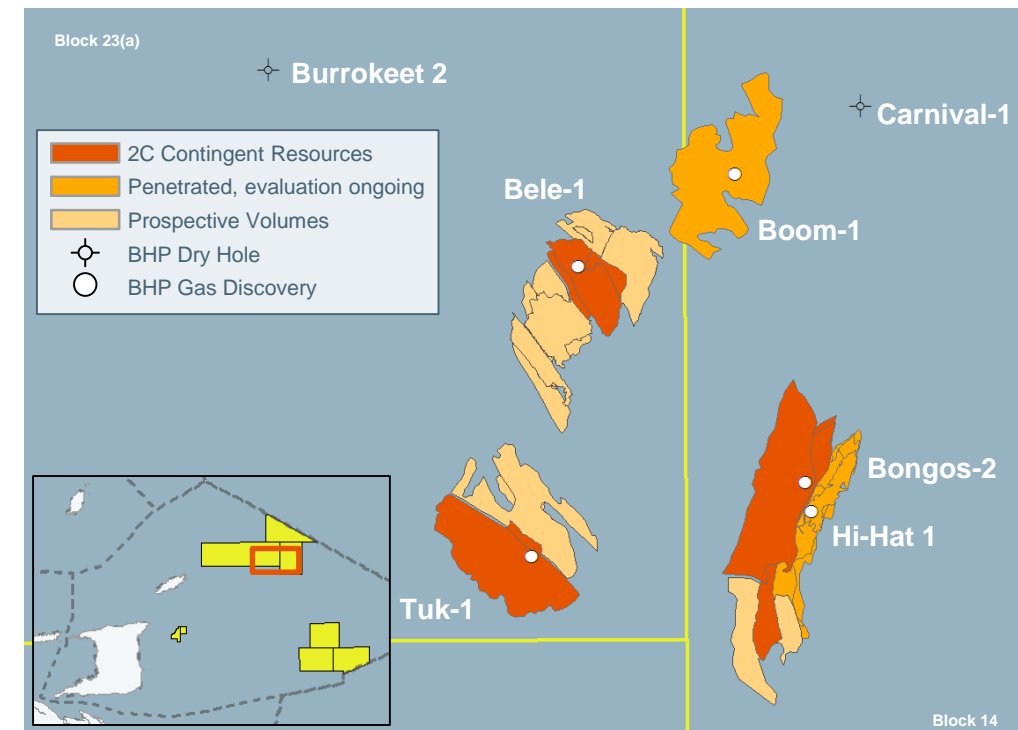 Block 23(a)
Burrokeet 2
Carnival-1
2C Contingent Resources
Penetrated, evaluation ongoing
Prospective Volumes
BHP Dry Hole
BHP Gas Discovery
Bele-1
Boom-1
Bongos-2
Hi-Hat 1
Tuk-1
Block 14